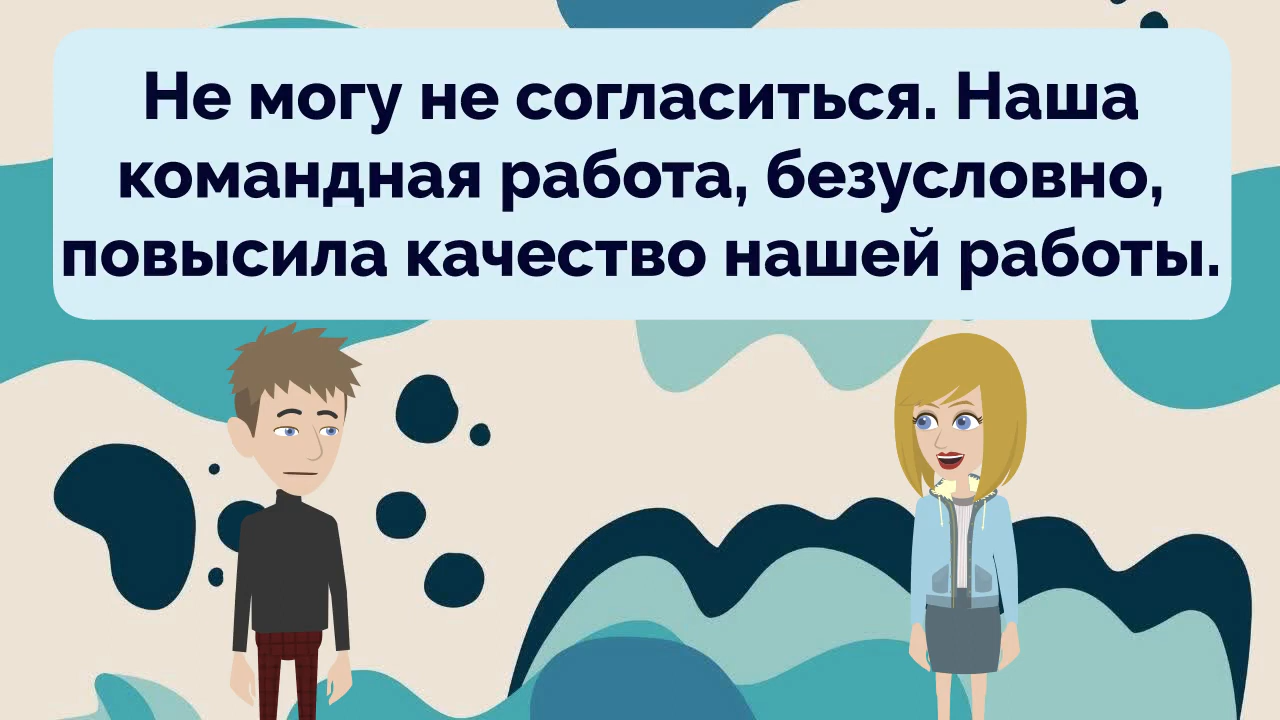 Не могу не согласиться. Наша
командная работа, безусловно,
повысила качество нашей работы.